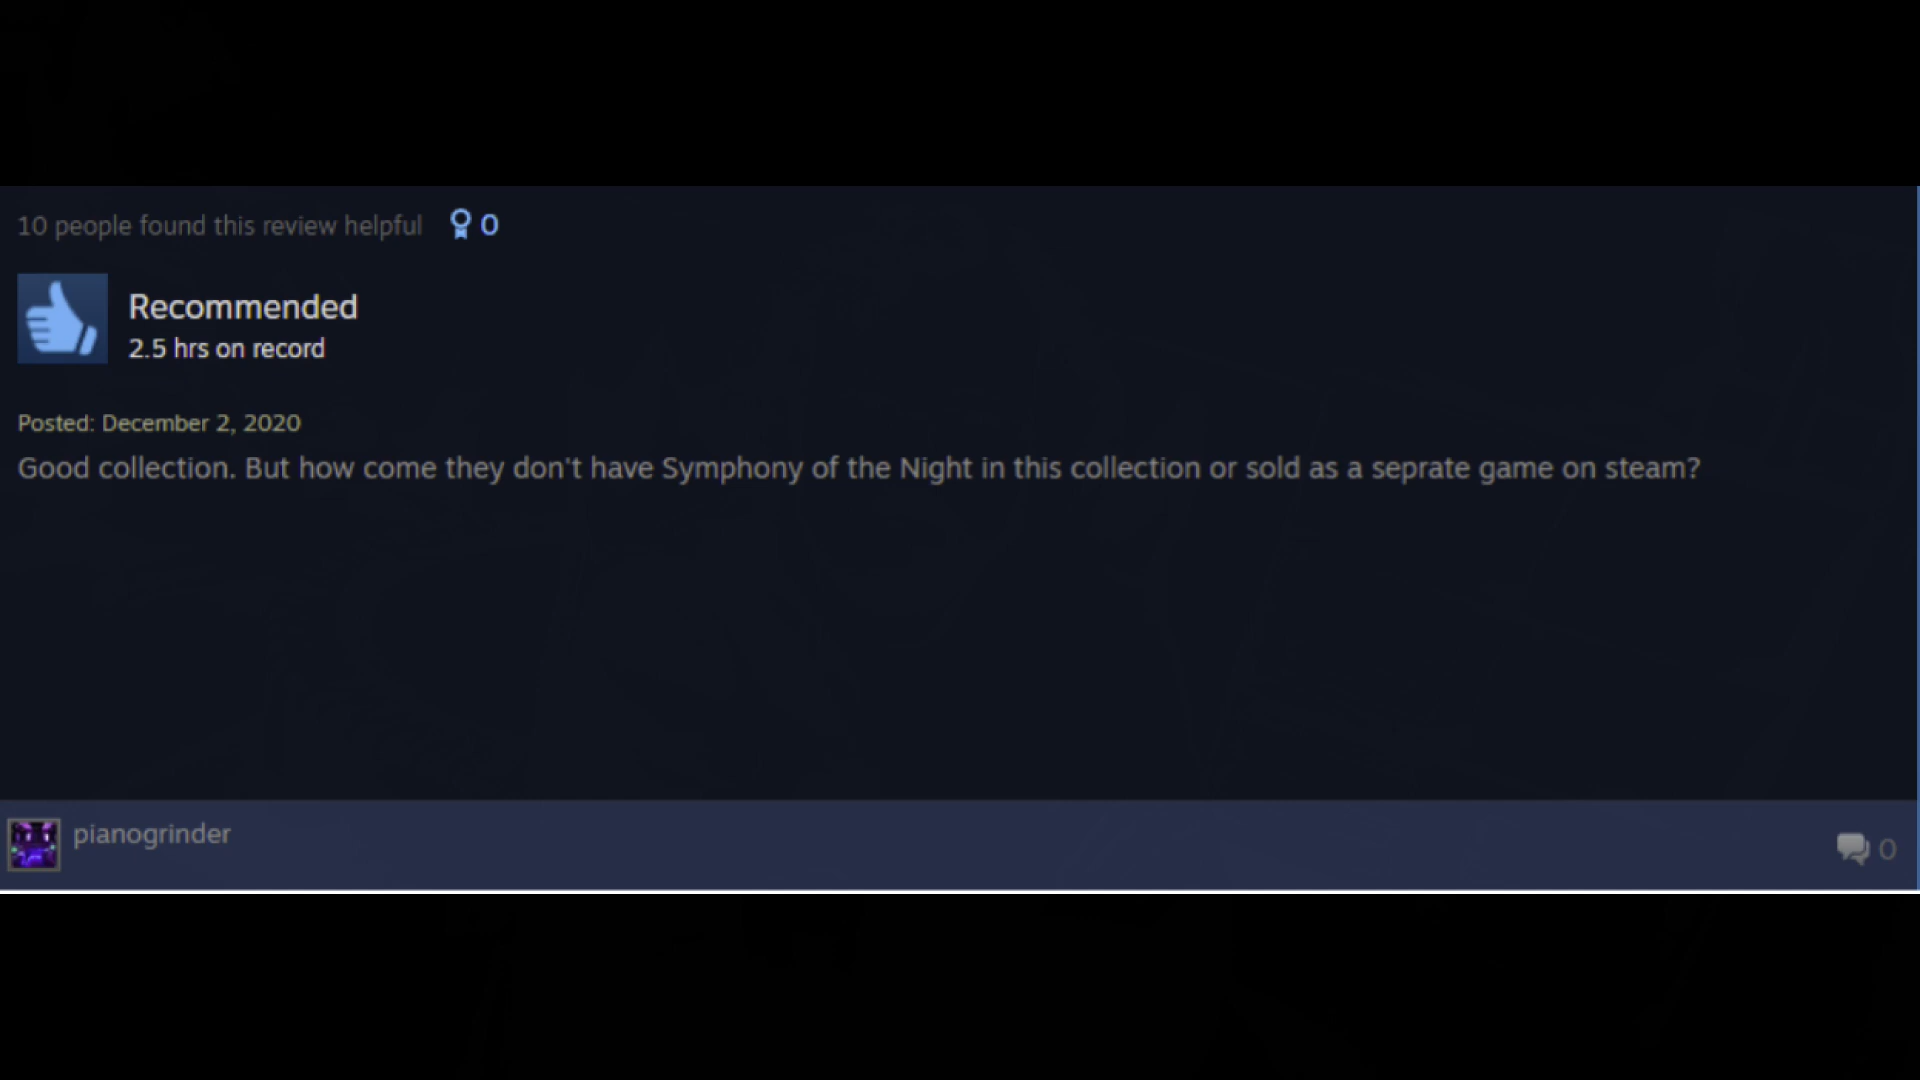 10 people found this review helpful 0
Recommended
2.5 hrs on record
Posted: December 2, 2020
Good collection. But how come they don't have Symphony of the Night in this collection or sold as a seprate game on steam?
pianogrinder
0